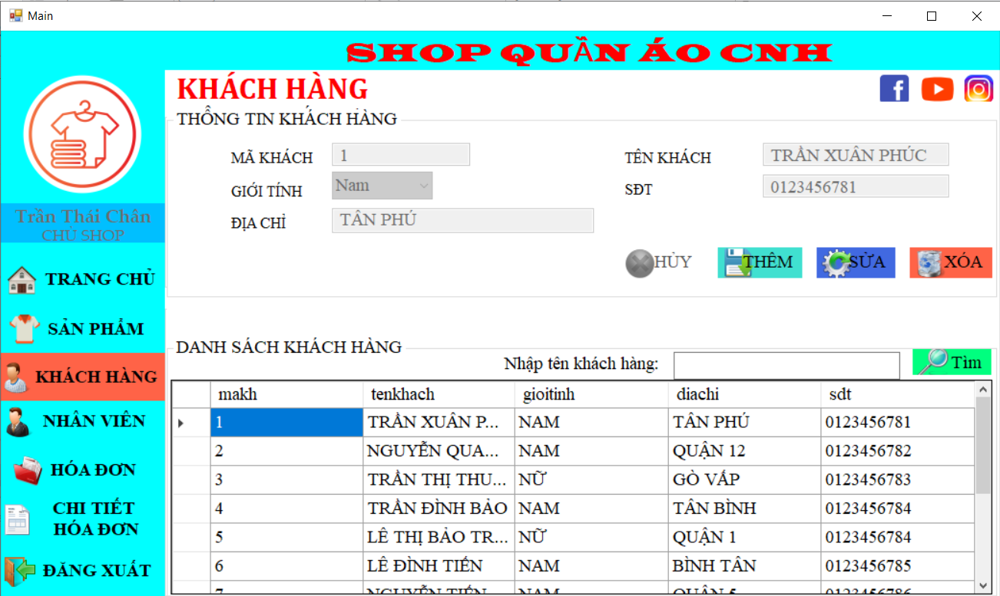 Main
SHOP QUẦN ÁO CNH
Trần Thái Chân
CHỦ SHOP
TRANG CHỦ
SẢN PHẨM
KHÁCH HÀNG
NHÂN VIÊN
HÓA ĐƠN
CHI TIẾT
HÓA ĐƠN
ĐĂNG XUẤT
KHÁCH HÀNG
THÔNG TIN KHÁCH HÀNG
MÃ KHÁCH 1 TÊN KHÁCH TRẦN XUÂN PHÚC
GIỚI TÍNH Nam SĐT 0123456781
ĐỊA CHỈ TÂN PHÚ
HỦY THÊM SỬA XÓA
DANH SÁCH KHÁCH HÀNG
Nhập tên khách hàng: Tìm
makh tenkhach gioitinh diachi sdt
1 TRẦN XUÂN P... NAM TÂN PHÚ 0123456781
2 NGUYỄN QUA... NAM QUẬN 12 0123456782
3 TRẦN THỊ THU... NỮ GÒ VẤP 0123456783
4 TRẦN ĐÌNH BẢO NAM TÂN BÌNH 0123456784
5 LÊ THỊ BẢO TR... NỮ QUẬN 1 0123456784
6 LÊ ĐÌNH TIẾN NAM BÌNH TÂN 0123456785
7 NGUYỄN TIẾN NAM QUẬN 5 0123456786